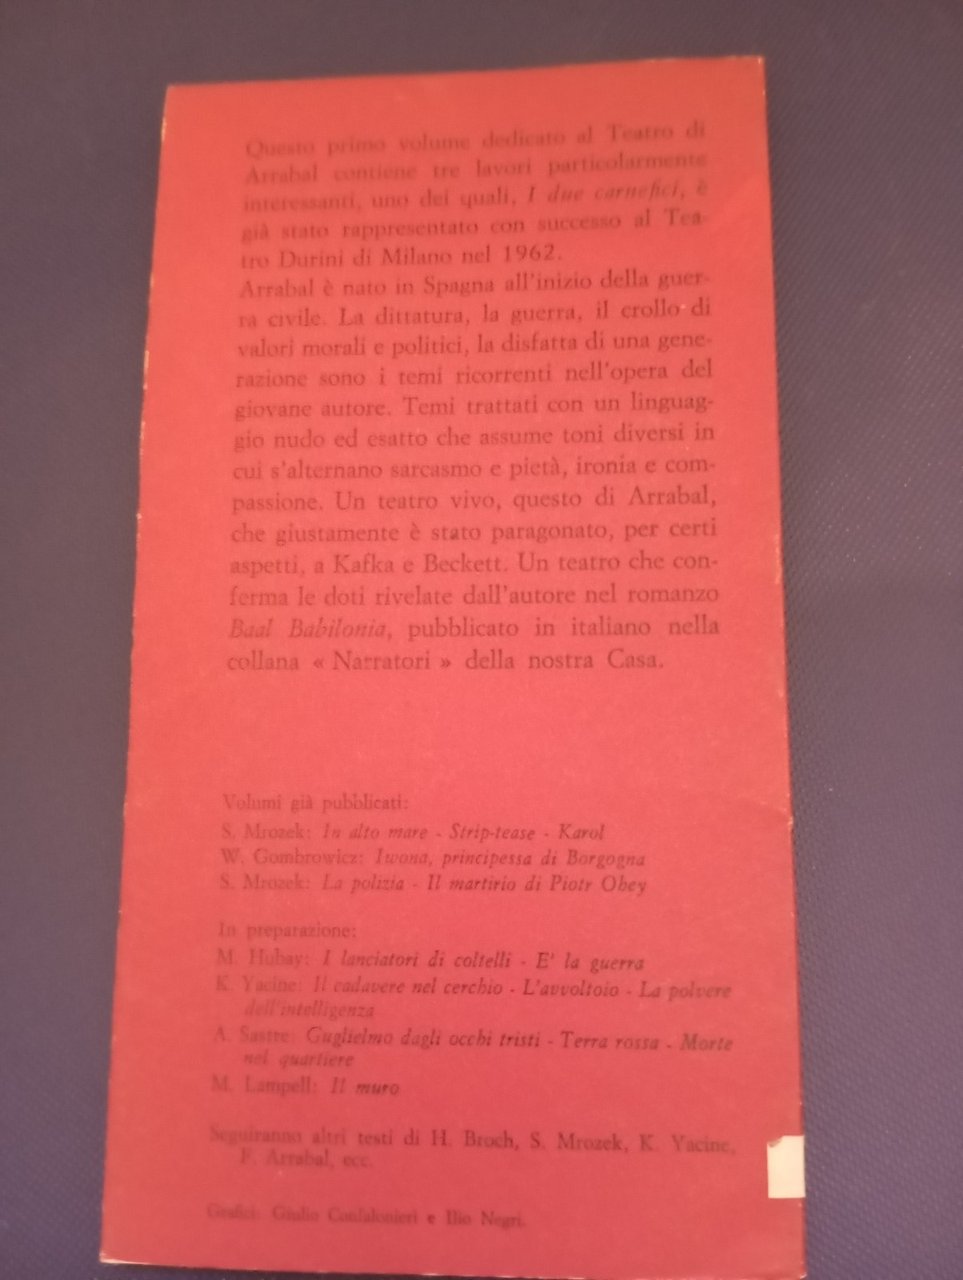 Questo primo volume dedicato al Teatro di
Arrabal contiene tre lavori particolarmente
interessanti, uno dei quali, I due carnefici, è
già stato rappresentato con successo al Tea-
tro Durini di Milano nel 1962.
Arrabal è nato in Spagna all'inizio della guer-
ra civile. La dittatura, la guerra, il crollo di
valori morali e politici, la disfatta di una gene-
razione sono i temi ricorrenti nell'opera del
giovane autore. Temi trattati con un linguag-
gio nudo ed esatto che assume toni diversi in
cui s'alternano sarcasmo e pietà, ironia e com-
passione. Un teatro vivo, questo di Arrabal,
che giustamente è stato paragonato, per certi
aspetti, a Kafka e Beckett. Un teatro che con-
ferma le doti rivelate dall'autore nel romanzo
Baal Babilonia, pubblicato in italiano nella
collana « Narratori » della nostra Casa.
Volumi già pubblicati:
S. Mrozek: In alto mare - Strip-tease - Karol
W. Gombrowicz: Iwona, principessa di Borgogna
S. Mrozek: La polizia - Il martirio di Piotr Ohey
In preparazione:
M. Hubay: I lanciatori di coltelli - E' la guerra
K. Yacine: Il cadavere nel cerchio - L'avvoltoio - La polvere
dell'intelligenza
A. Sastre: Guglielmo dagli occhi tristi - Terra rossa - Morte
nel quartiere
M. Lampell: Il muro
Seguiranno altri testi di H. Broch, S. Mrozek, K. Yacine,
F. Arrabal, ecc.
Grafici: Giulio Confalonieri e Ilio Negri.